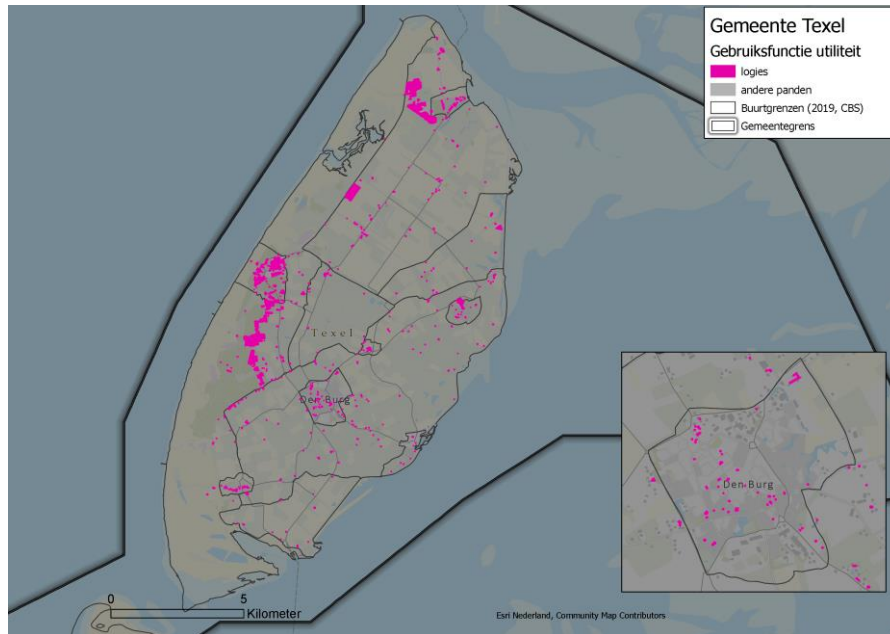 Gemeente Texel
Gebruiksfunctie utiliteit
logies
andere panden
Buurtgrenzen (2019, CBS)
Gemeentegrens
Texel
Den Burg
Den Burg
0 5
Kilometer
Esri Nederland, Community Map Contributors